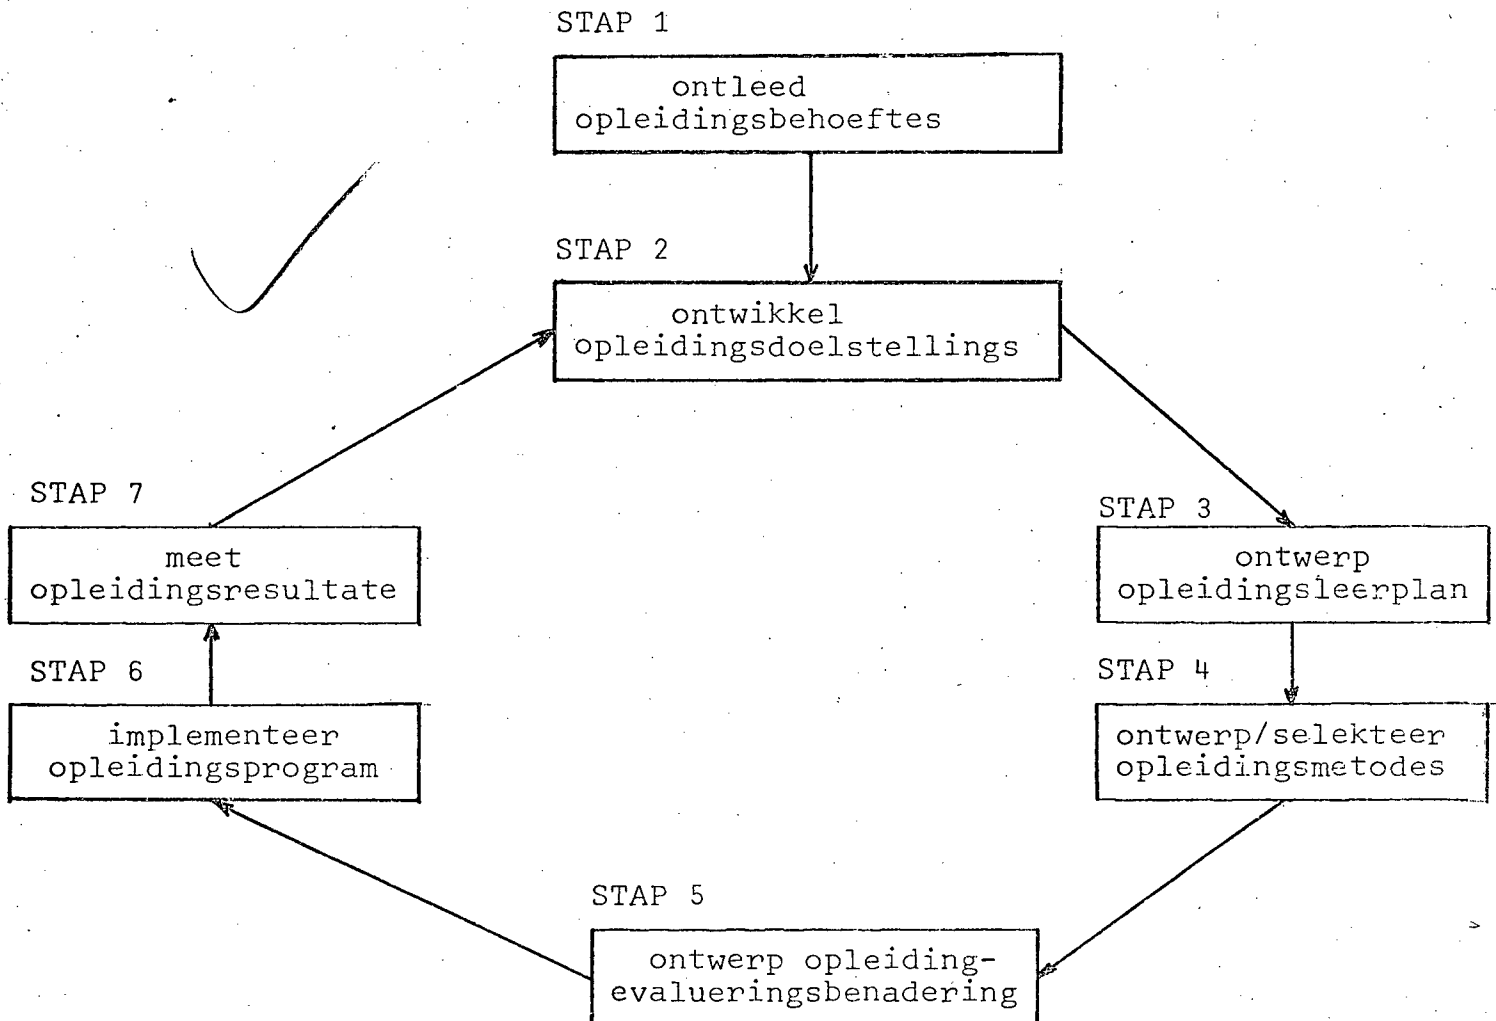 STAP 1
ontleed
opleidingsbehoeftes
STAP 2
ontwikkel
opleidingsdoelstellings
STAP 3
ontwerp
opleidingsleerplan
STAP 4
ontwerp/selekteer
opleidingsmetodes
STAP 5
ontwerp opleiding-
evalueringsbenadering
STAP 6
implementeer
opleidingsprogram
STAP 7
meet
opleidingsresultate